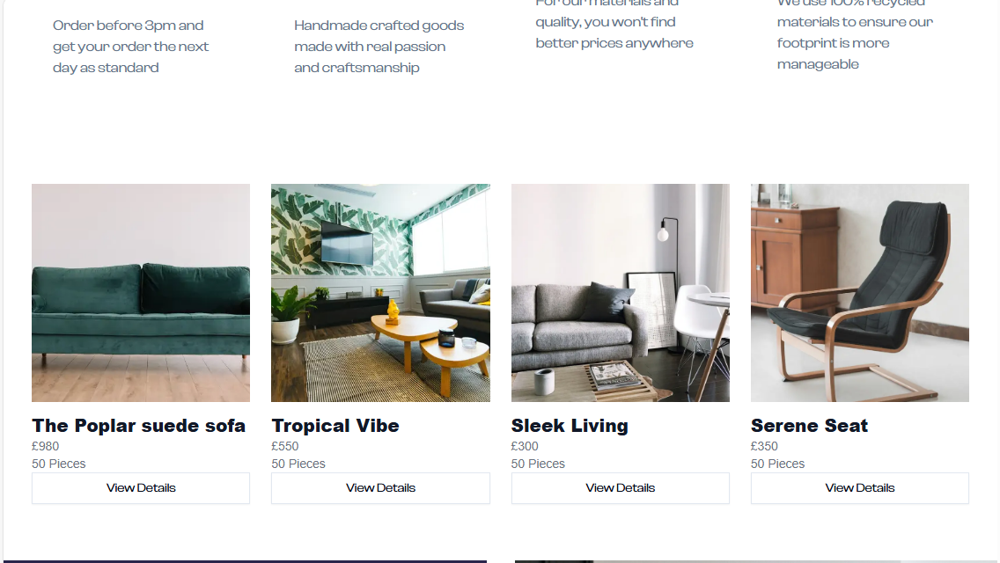 Order before 3pm and
get your order the next
day as standard
Handmade crafted goods
made with real passion
and craftsmanship
For our materials and
quality, you won't find
better prices anywhere
We use 100% recycled
materials to ensure our
footprint is more
manageable
The Poplar suede sofa
£980
50 Pieces
View Details
Tropical Vibe
£550
50 Pieces
View Details
Sleek Living
£300
50 Pieces
View Details
Serene Seat
£350
50 Pieces
View Details